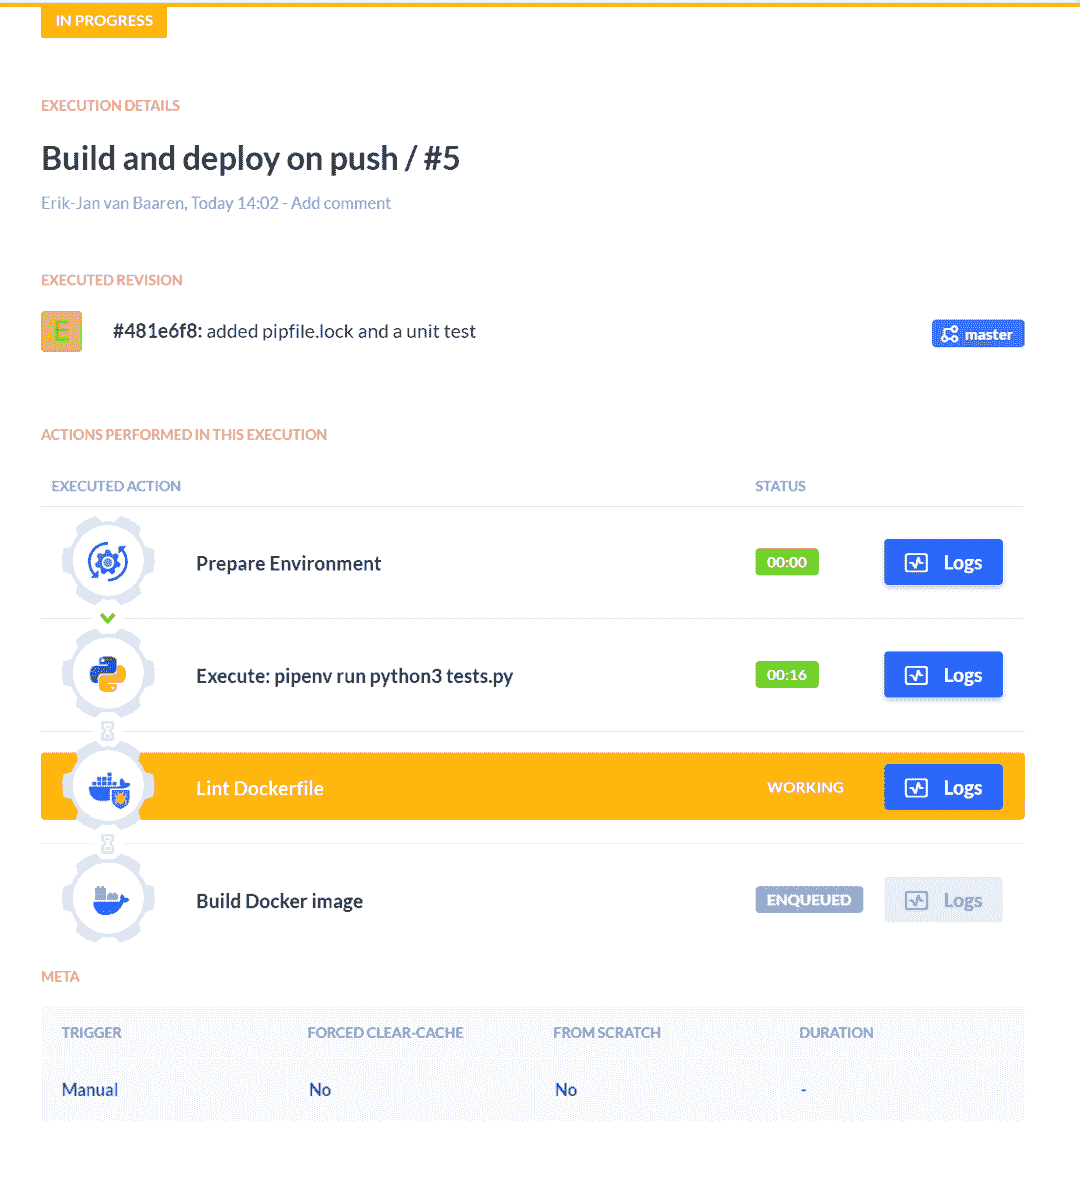 IN PROGRESS
EXECUTION DETAILS
Build and deploy on push / #5
Erik-Jan van Baaren, Today 14:02 - Add comment
EXECUTED REVISION
E #481e6f8: added pipfile.lock and a unit test master
ACTIONS PERFORMED IN THIS EXECUTION
EXECUTED ACTION STATUS
Prepare Environment 00:00 Logs
Execute: pipenv run python3 tests.py 00:16 Logs
Lint Dockerfile WORKING Logs
Build Docker image ENQUEUED Logs
META
TRIGGER FORCED CLEAR-CACHE FROM SCRATCH DURATION
Manual No No -